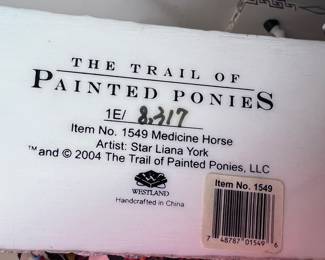 THE TRAIL OF
PAINTED PONIES
1E/ 8,317
Item No. 1549 Medicine Horse
Artist: Star Liana York
™ and © 2004 The Trail of Painted Ponies, LLC
WESTLAND
Handcrafted in China
Item No. 1549
7 48787 01549 6